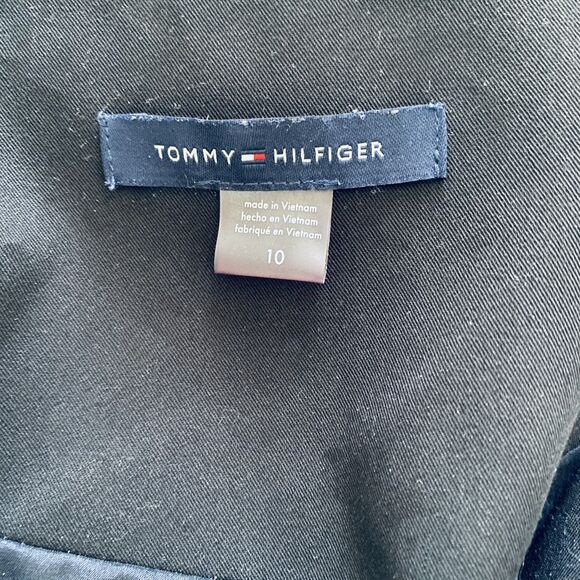 TOMMY HILFIGER
made in Vietnam
hecho en Vietnam
fabriqué en Vietnam
10